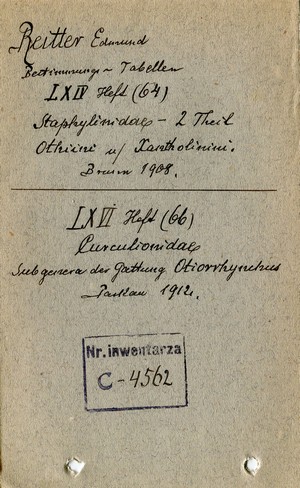 Reitter Edmund
Bestimmungs-Tabellen
LXIV Heft (64)
Staphylinidae - 2 Theil
Othiini u/ Xantholinini.
Brünn 1908.
LXVI Heft (66)
Curculionidae
Subgenera der Gattung Otiorrhynchus
Paskau 1912.
Nr. inwentarza
C-4562